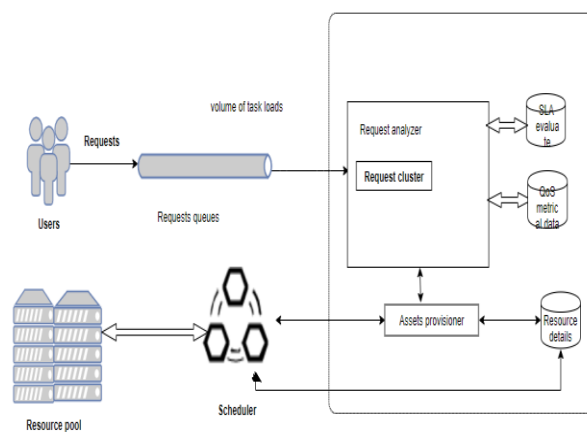 volume of task loads
Requests
Users
Requests queues
Request analyzer
Request cluster
SLA
evalua
te
QoS
metric
al data
Assets provisioner
Resource
details
Scheduler
Resource pool